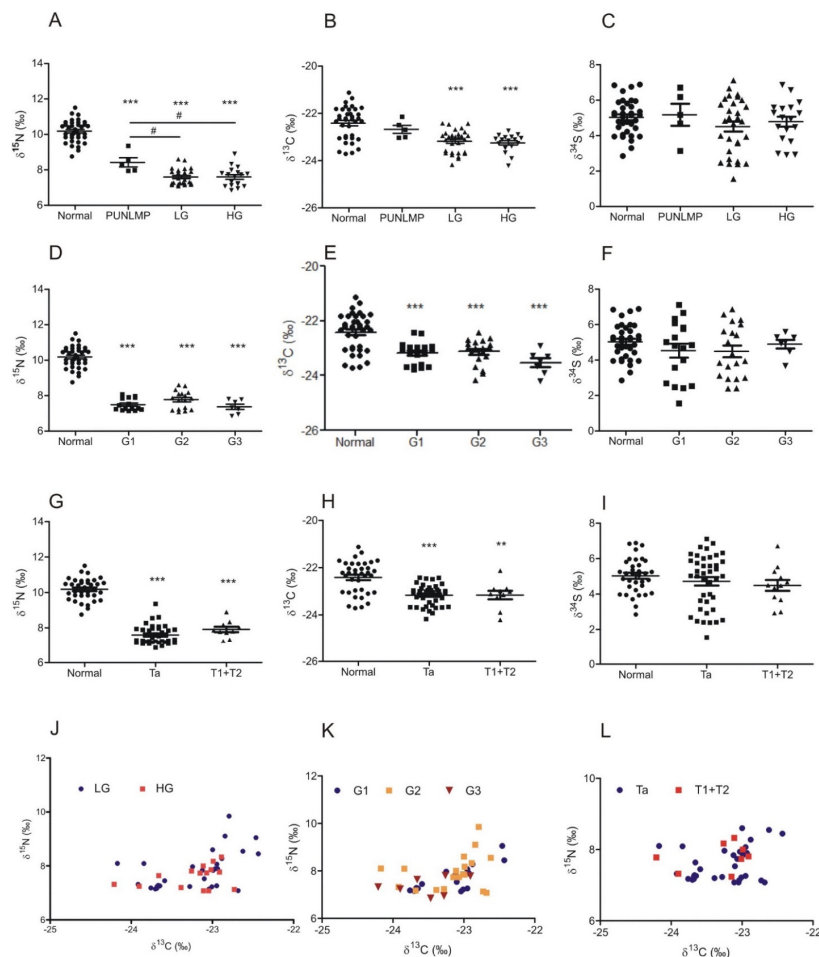 A
B
C
δ15N (‰)
12
10
8
6
***
***
***
#
#
Normal
PUNLMP
LG
HG
δ13C (‰)
-20
-22
-24
-26
***
***
Normal
PUNLMP
LG
HG
δ34S (‰)
8
6
4
2
0
Normal
PUNLMP
LG
HG
D
E
F
δ15N (‰)
14
12
10
8
6
***
***
***
Normal
G1
G2
G3
δ13C (‰)
-20
-22
-24
-26
***
***
***
Normal
G1
G2
G3
δ34S (‰)
8
6
4
2
0
Normal
G1
G2
G3
G
H
I
δ15N (‰)
14
12
10
8
6
***
***
Normal
Ta
T1+T2
δ13C (‰)
-20
-22
-24
-26
***
**
Normal
Ta
T1+T2
δ34S (‰)
8
6
4
2
0
Normal
Ta
T1+T2
J
K
L
δ15N (‰)
12
10
8
6
LG
HG
-25
-24
-23
-22
δ13C (‰)
δ15N (‰)
12
10
8
6
G1
G2
G3
-25
-24
-23
-22
δ13C (‰)
δ15N (‰)
10
8
6
Ta
T1+T2
-25
-24
-23
-22
δ13C (‰)